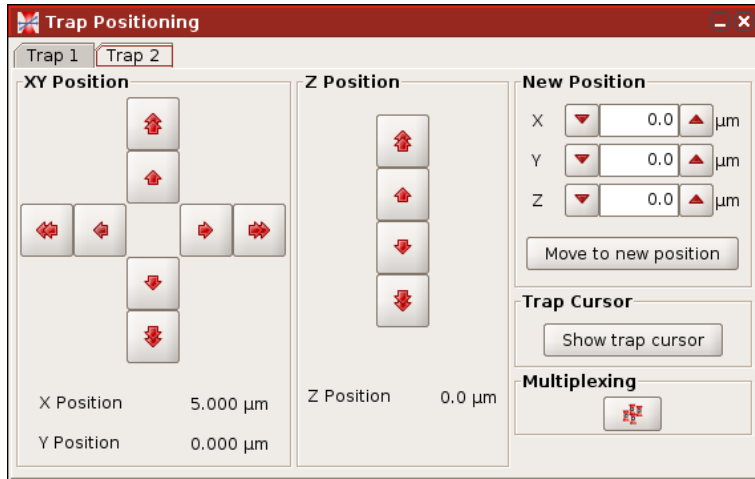 Trap Positioning
Trap 1 Trap 2
XY Position
X Position 5.000 µm
Y Position 0.000 µm
Z Position
Z Position 0.0 µm
New Position
X 0.0 µm
Y 0.0 µm
Z 0.0 µm
Move to new position
Trap Cursor
Show trap cursor
Multiplexing